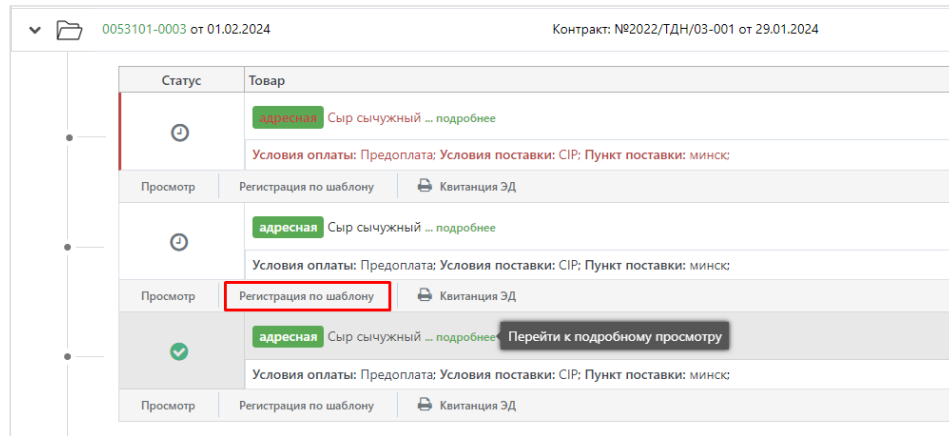 0053101-0003 от 01.02.2024 Контракт: №2022/ТДН/03-001 от 29.01.2024
Статус Товар
адресная Сыр сычужный ... подробнее
Условия оплаты: Предоплата; Условия поставки: CIP; Пункт поставки: минск;
Просмотр Регистрация по шаблону Квитанция ЭД
адресная Сыр сычужный ... подробнее
Условия оплаты: Предоплата; Условия поставки: CIP; Пункт поставки: минск;
Просмотр Регистрация по шаблону Квитанция ЭД
адресная Сыр сычужный ... подробнее Перейти к подробному просмотру
Условия оплаты: Предоплата; Условия поставки: CIP; Пункт поставки: минск;
Просмотр Регистрация по шаблону Квитанция ЭД